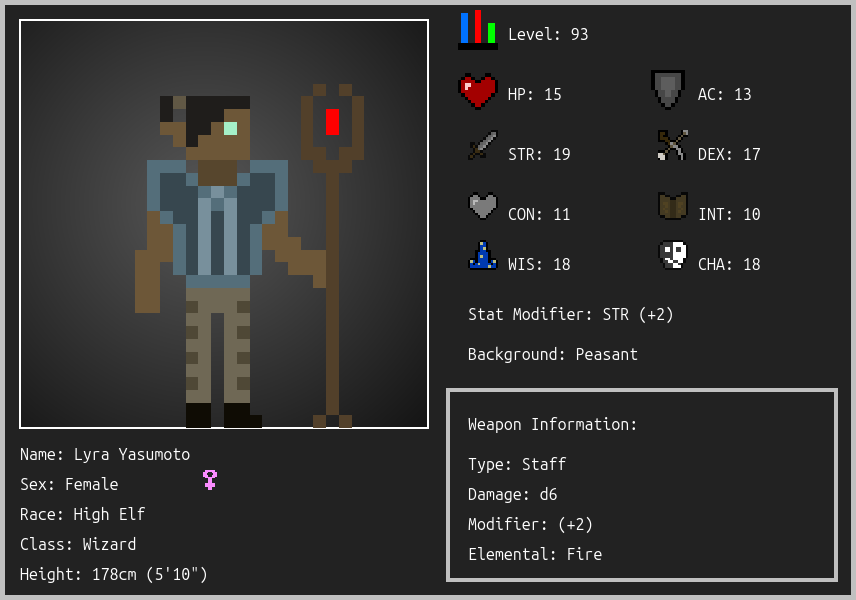 Level: 93
HP: 15
AC: 13
STR: 19
DEX: 17
CON: 11
INT: 10
WIS: 18
CHA: 18
Stat Modifier: STR (+2)
Background: Peasant
Weapon Information:
Type: Staff
Damage: d6
Modifier: (+2)
Elemental: Fire
Name: Lyra Yasumoto
Sex: Female
Race: High Elf
Class: Wizard
Height: 178cm (5'10")